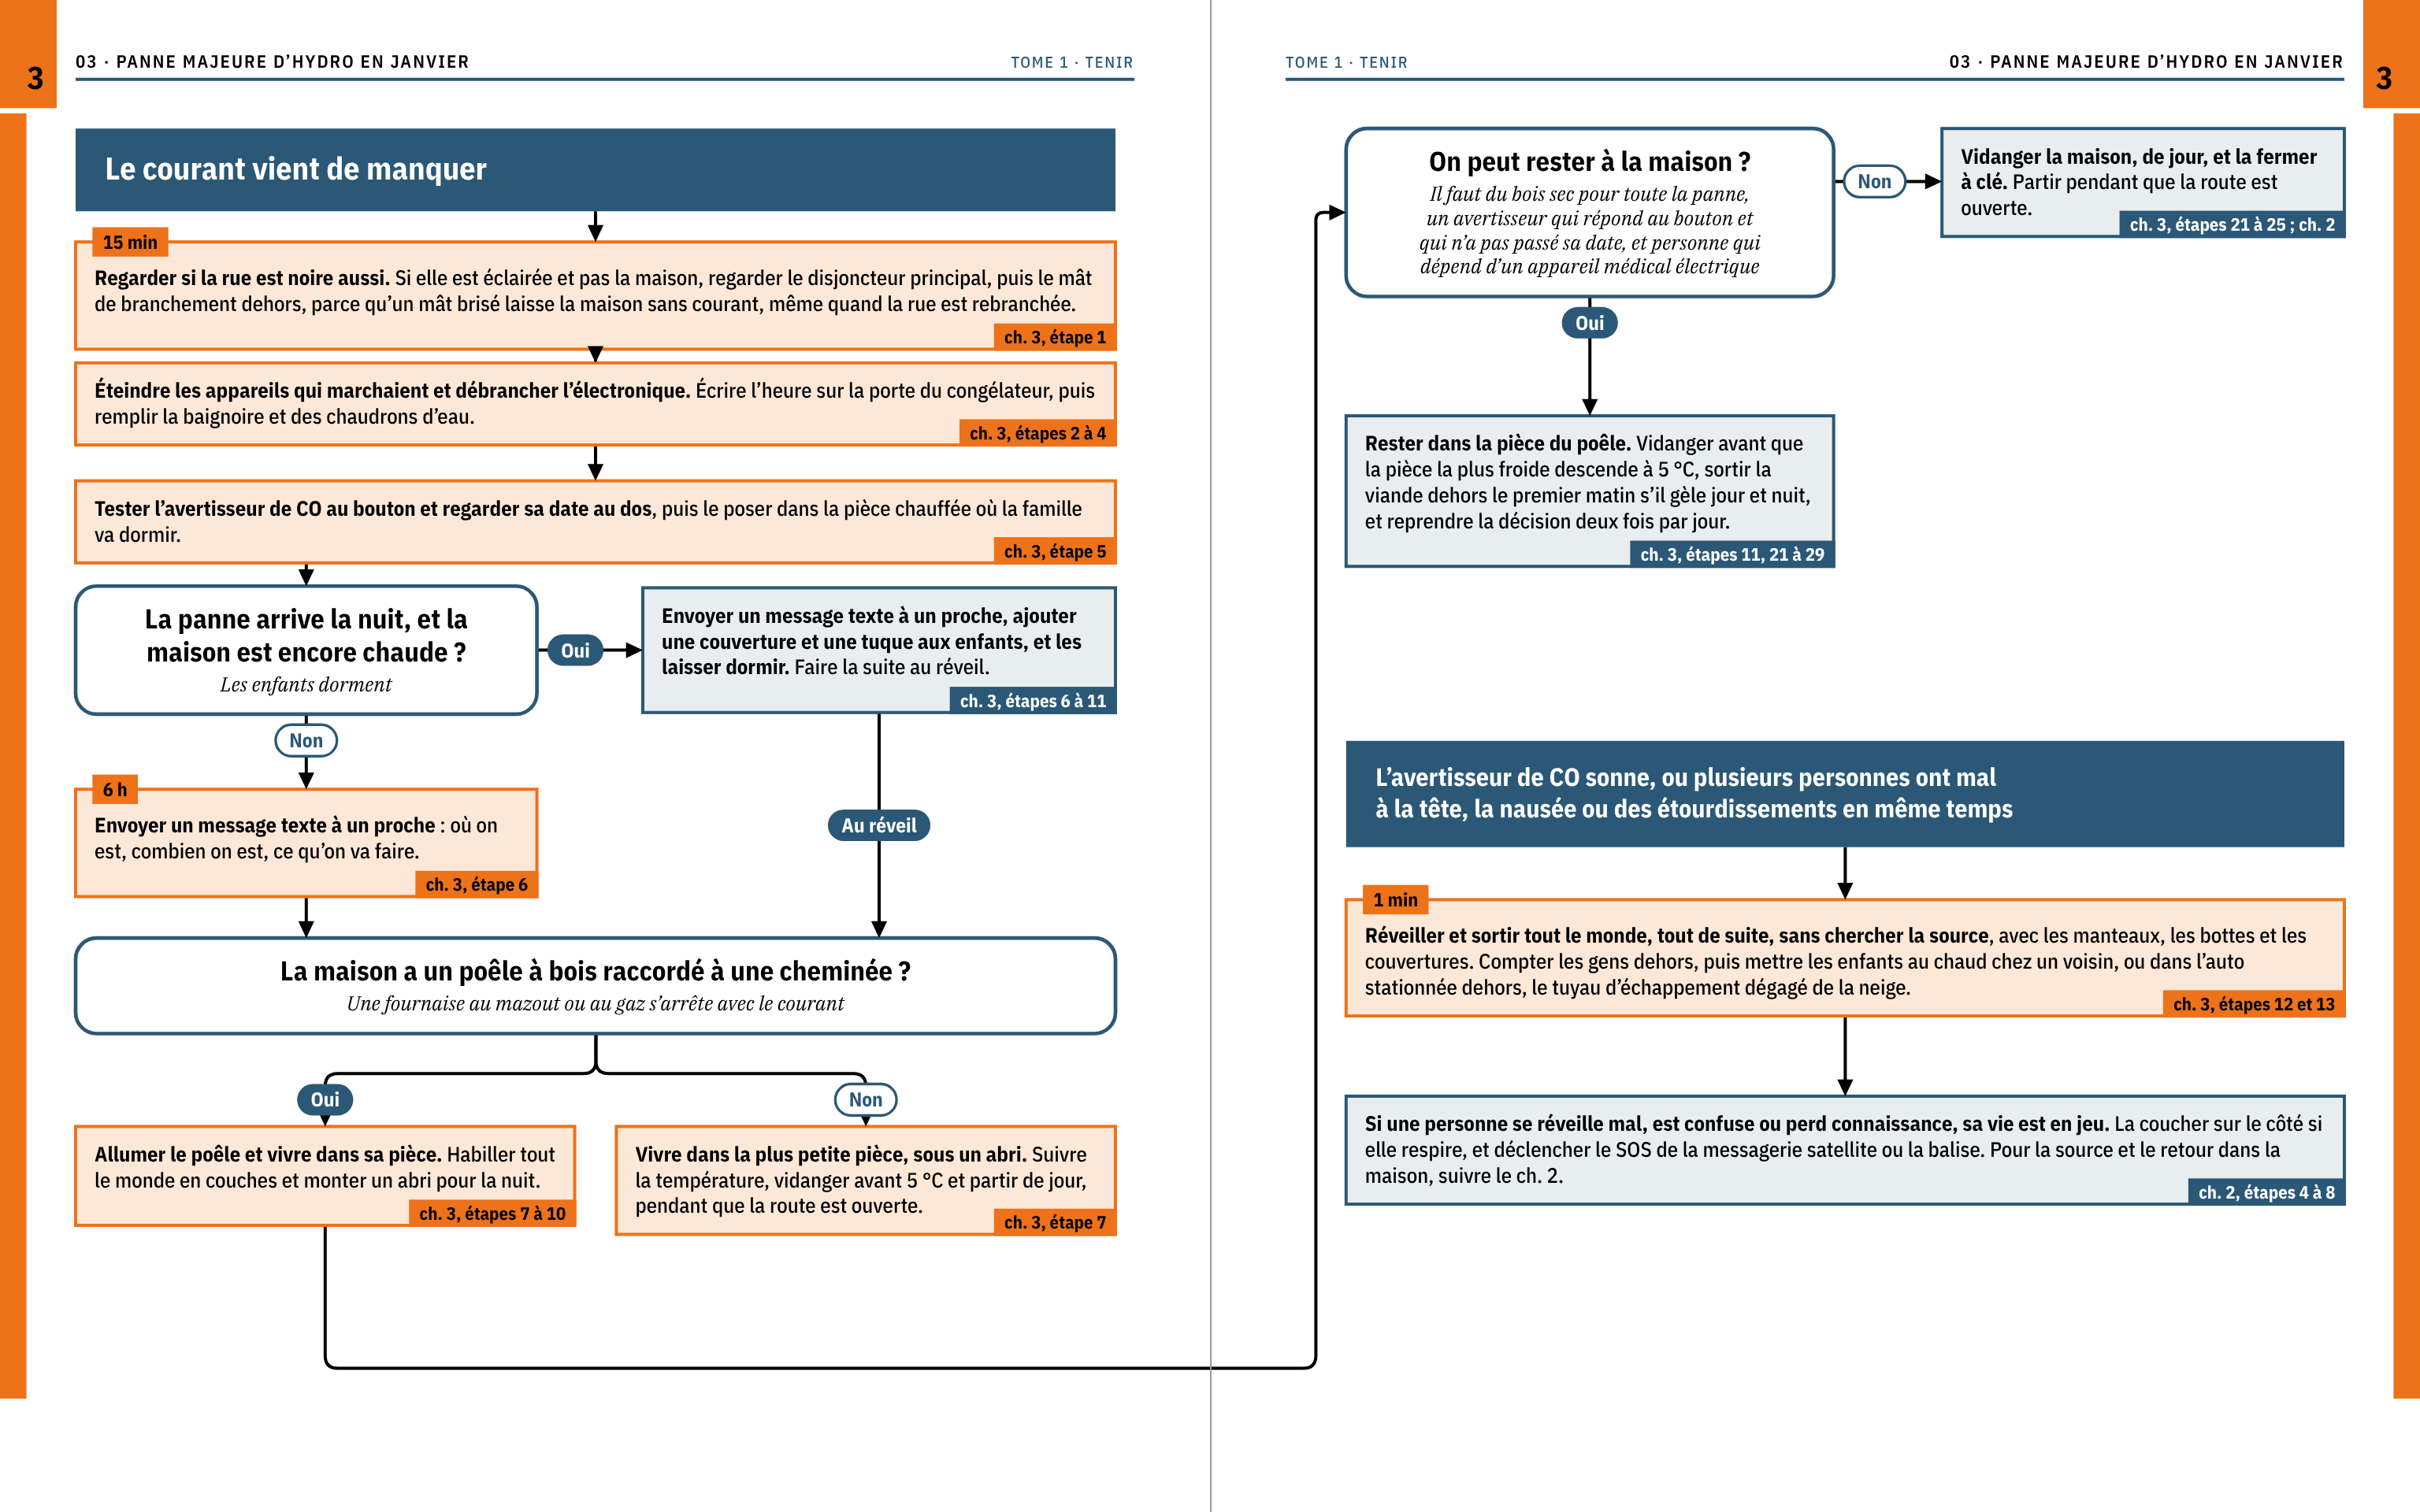 3
03 · PANNE MAJEURE D’HYDRO EN JANVIER
TOME 1 · TENIR
Le courant vient de manquer
15 min
Regarder si la rue est noire aussi. Si elle est éclairée et pas la maison, regarder le disjoncteur principal, puis le mât
de branchement dehors, parce qu’un mât brisé laisse la maison sans courant, même quand la rue est rebranchée.
ch. 3, étape 1
Éteindre les appareils qui marchaient et débrancher l’électronique. Écrire l’heure sur la porte du congélateur, puis
remplir la baignoire et des chaudrons d’eau.
ch. 3, étapes 2 à 4
Tester l’avertisseur de CO au bouton et regarder sa date au dos, puis le poser dans la pièce chauffée où la famille
va dormir.
ch. 3, étape 5
La panne arrive la nuit, et la
maison est encore chaude ?
Les enfants dorment
Oui
Envoyer un message texte à un proche, ajouter
une couverture et une tuque aux enfants, et les
laisser dormir. Faire la suite au réveil.
ch. 3, étapes 6 à 11
Non
6 h
Envoyer un message texte à un proche : où on
est, combien on est, ce qu’on va faire.
ch. 3, étape 6
Au réveil
La maison a un poêle à bois raccordé à une cheminée ?
Une fournaise au mazout ou au gaz s’arrête avec le courant
Oui
Non
Allumer le poêle et vivre dans sa pièce. Habiller tout
le monde en couches et monter un abri pour la nuit.
ch. 3, étapes 7 à 10
Vivre dans la plus petite pièce, sous un abri. Suivre
la température, vidanger avant 5 °C et partir de jour,
pendant que la route est ouverte.
ch. 3, étape 7
TOME 1 · TENIR
03 · PANNE MAJEURE D’HYDRO EN JANVIER
3
On peut rester à la maison ?
Il faut du bois sec pour toute la panne,
un avertisseur qui répond au bouton et
qui n’a pas passé sa date, et personne qui
dépend d’un appareil médical électrique
Non
Vidanger la maison, de jour, et la fermer
à clé. Partir pendant que la route est
ouverte.
ch. 3, étapes 21 à 25 ; ch. 2
Oui
Rester dans la pièce du poêle. Vidanger avant que
la pièce la plus froide descende à 5 °C, sortir la
viande dehors le premier matin s’il gèle jour et nuit,
et reprendre la décision deux fois par jour.
ch. 3, étapes 11, 21 à 29
L’avertisseur de CO sonne, ou plusieurs personnes ont mal
à la tête, la nausée ou des étourdissements en même temps
1 min
Réveiller et sortir tout le monde, tout de suite, sans chercher la source, avec les manteaux, les bottes et les
couvertures. Compter les gens dehors, puis mettre les enfants au chaud chez un voisin, ou dans l’auto
stationnée dehors, le tuyau d’échappement dégagé de la neige.
ch. 3, étapes 12 et 13
Si une personne se réveille mal, est confuse ou perd connaissance, sa vie est en jeu. La coucher sur le côté si
elle respire, et déclencher le SOS de la messagerie satellite ou la balise. Pour la source et le retour dans la
maison, suivre le ch. 2.
ch. 2, étapes 4 à 8